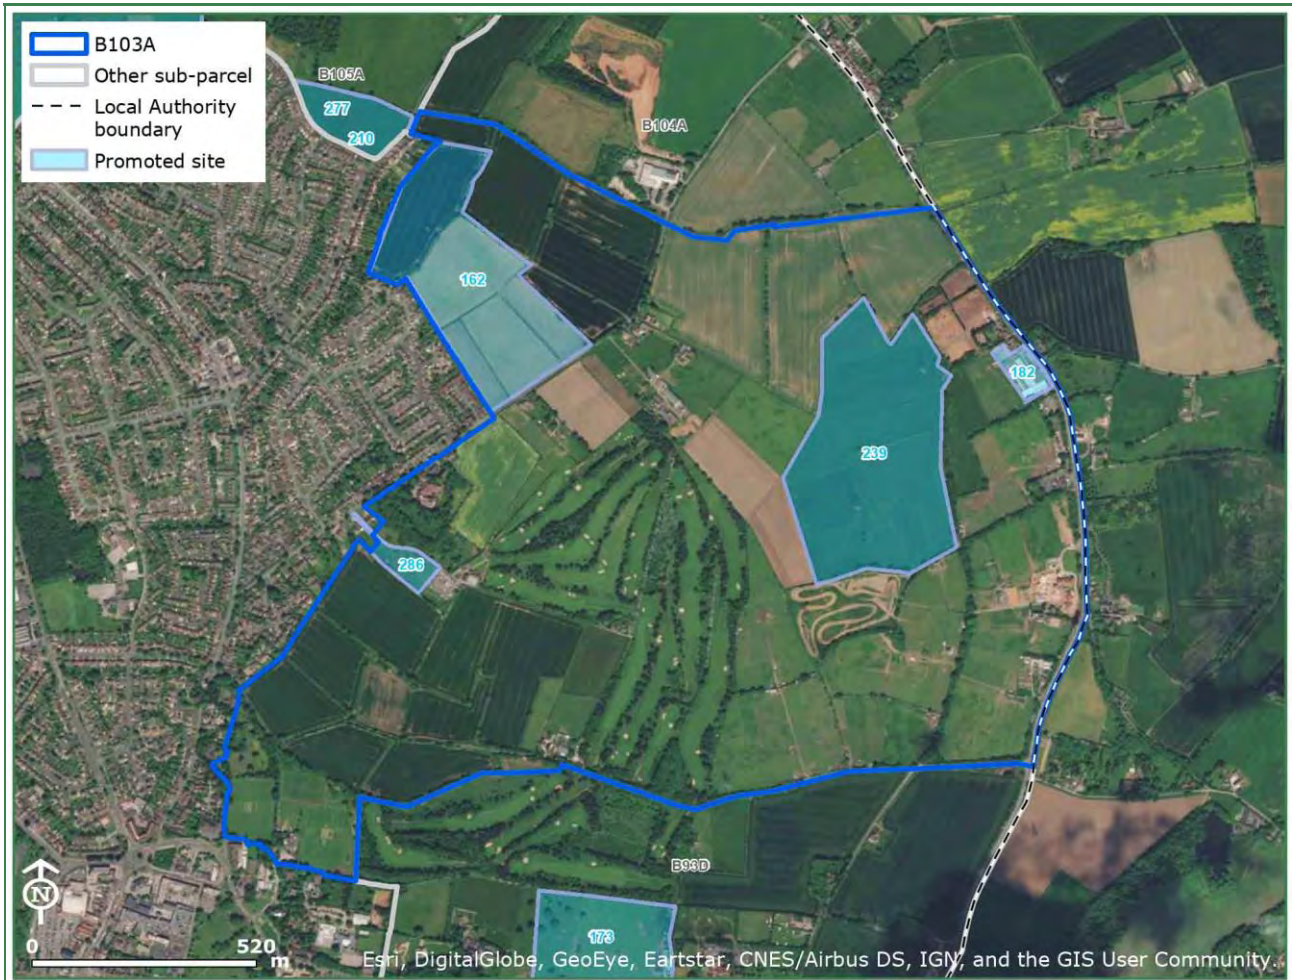 B103A
Other sub-parcel
Local Authority
boundary
Promoted site
B105A
277
210
B104A
162
182
239
286
B93D
173
N
0 520
m
Esri, DigitalGlobe, GeoEye, Eartstar, CNES/Airbus DS, IGN, and the GIS User Community.